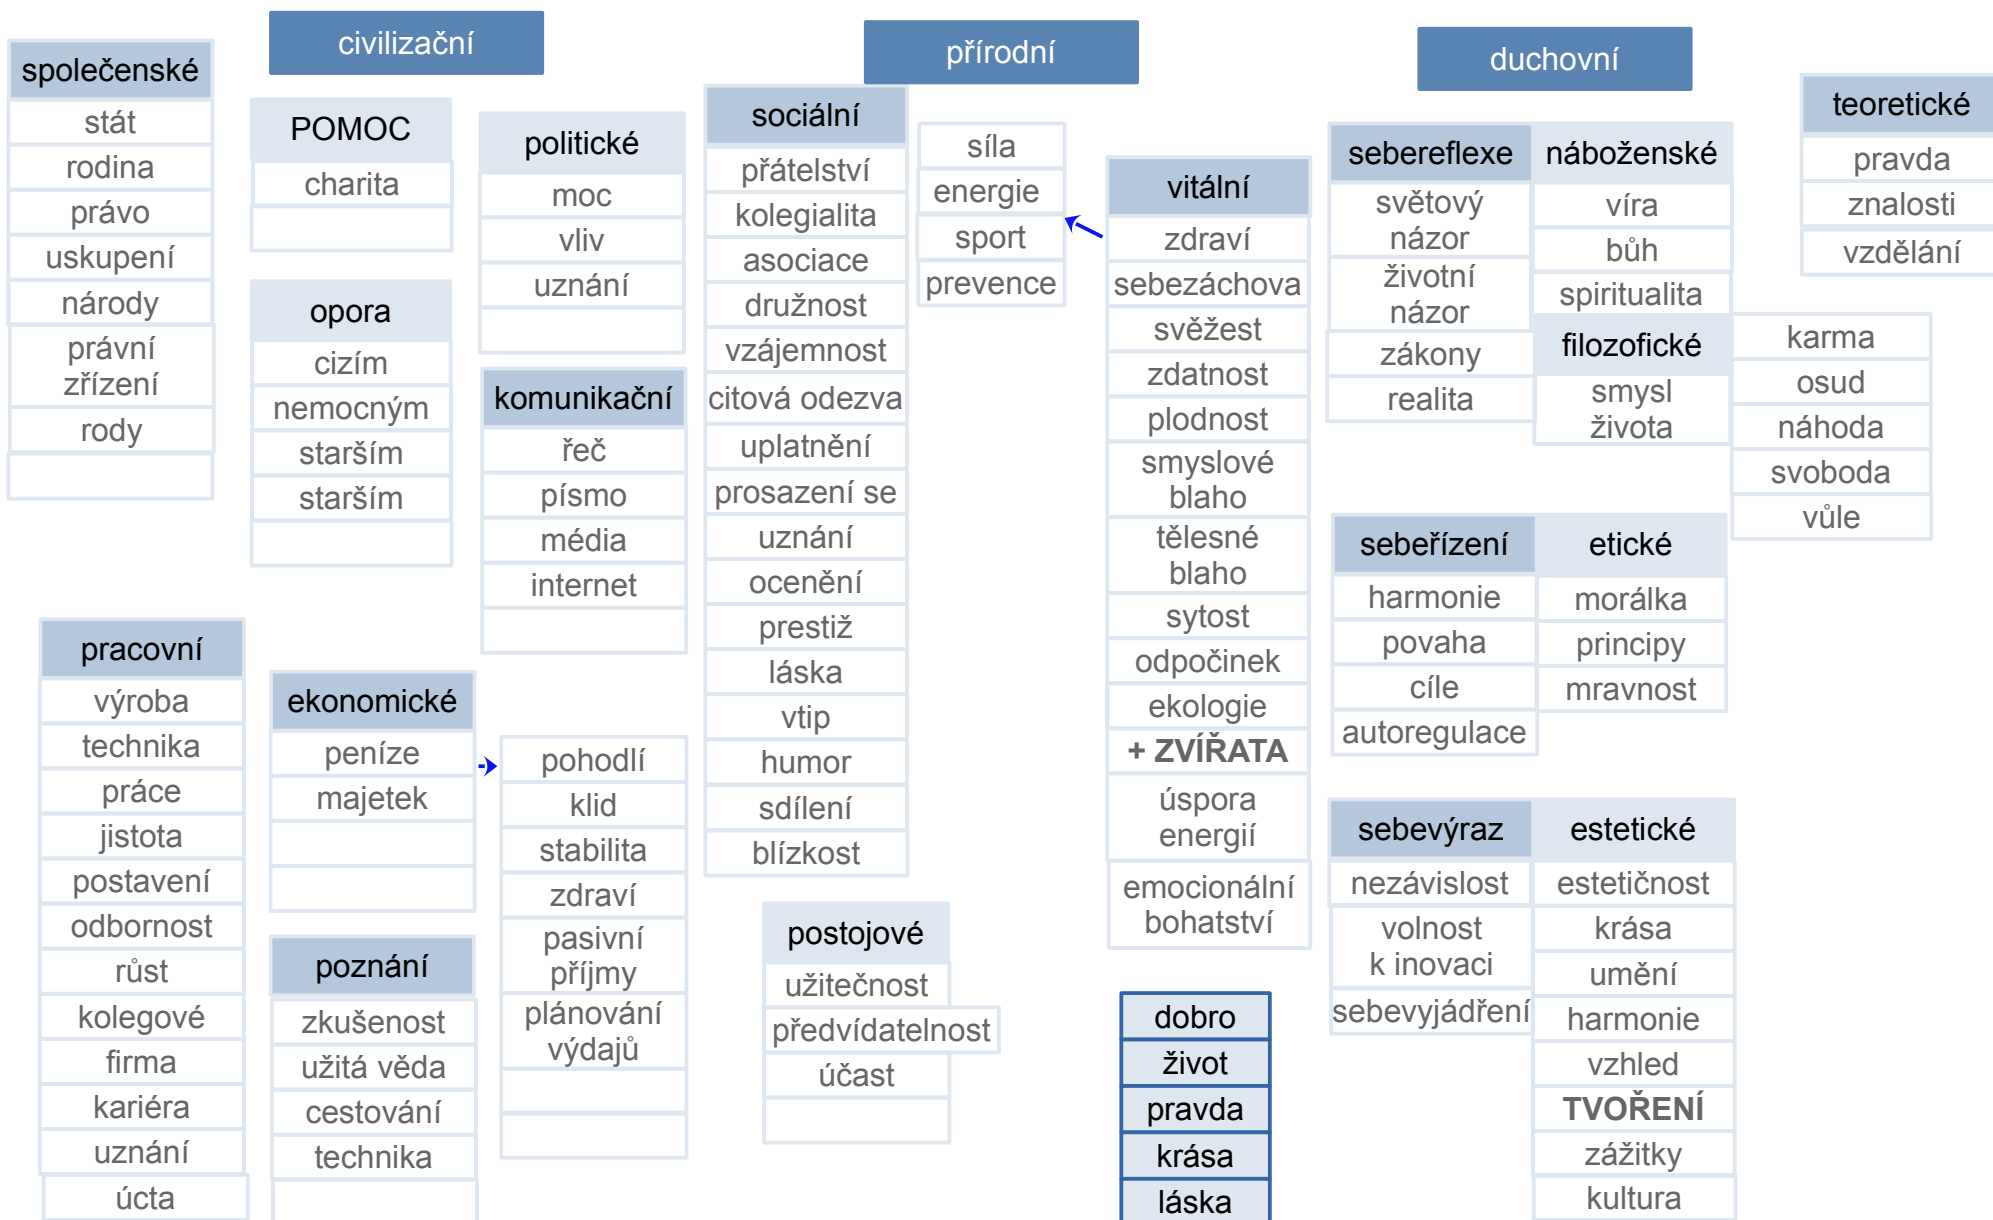 civilizační
přírodní
duchovní
společenské
stát
rodina
právo
uskupení
národy
právní
zřízení
rody
POMOC
charita
opora
cizím
nemocným
starším
starším
politické
moc
vliv
uznání
komunikační
řeč
písmo
média
internet
pracovní
výroba
technika
práce
jistota
postavení
odbornost
růst
kolegové
firma
kariéra
uznání
úcta
ekonomické
peníze
majetek
poznání
zkušenost
užitá věda
cestování
technika
pohodlí
klid
stabilita
zdraví
pasivní
příjmy
plánování
výdajů
sociální
přátelství
kolegialita
asociace
družnost
vzájemnost
citová odezva
uplatnění
prosazení se
uznání
ocenění
prestiž
láska
vtip
humor
sdílení
blízkost
postojové
užitečnost
předvídatelnost
účast
síla
energie
sport
prevence
vitální
zdraví
sebezáchova
svěžest
zdatnost
plodnost
smyslové
blaho
tělesné
blaho
sytost
odpočinek
ekologie
+ ZVÍŘATA
úspora
energií
emocionální
bohatství
dobro
život
pravda
krása
láska
sebereflexe
světový
názor
životní
názor
zákony
realita
náboženské
víra
bůh
spiritualita
filozofické
smysl
života
karma
osud
náhoda
svoboda
vůle
teoretické
pravda
znalosti
vzdělání
sebeřízení
harmonie
povaha
cíle
autoregulace
etické
morálka
principy
mravnost
sebevýraz
nezávislost
volnost
k inovaci
sebevyjádření
estetické
estetičnost
krása
umění
harmonie
vzhled
TVOŘENÍ
zážitky
kultura